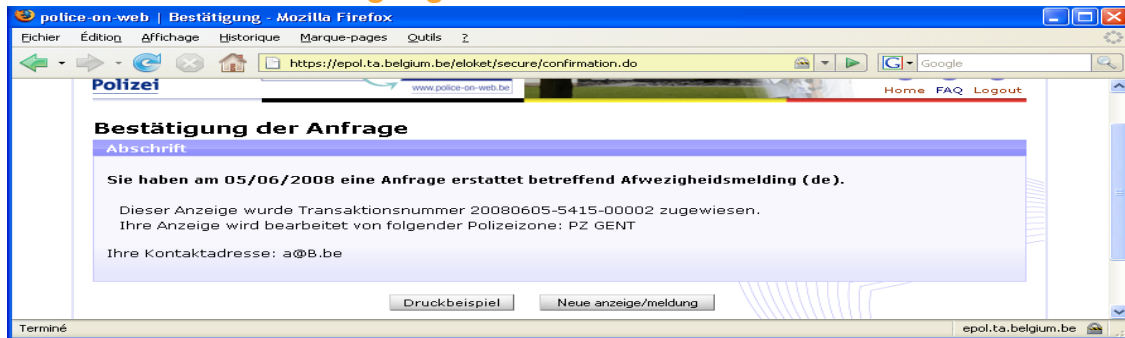 police-on-web | Bestätigung - Mozilla Firefox
Eichier Édition Affichage Historique Marque-pages Outils ?
https://epol.ta.belgium.be/eloket/secure/confirmation.do Google
Polizei www.police-on-web.be Home FAQ Logout
Bestätigung der Anfrage
Abschrift
Sie haben am 05/06/2008 eine Anfrage erstattet betreffend Afwezigheidsmelding (de).
Dieser Anzeige wurde Transaktionsnummer 20080605-5415-00002 zugewiesen.
Ihre Anzeige wird bearbeitet von folgender Polizeizone: PZ GENT
Ihre Kontaktadresse: a@B.be
Druckbeispiel Neue anzeige/meldung
Terminé epol.ta.belgium.be